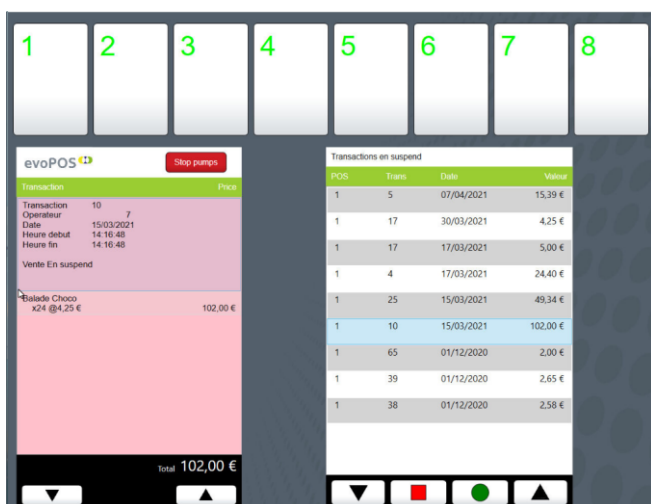 1 2 3 4 5 6 7 8
evoPOS
Stop pumps
Transaction Price
Transaction 10
Operateur 7
Date 15/03/2021
Heure debut 14:16:48
Heure fin 14:16:48
Vente En suspend
Balade Choco
x24 @4,25 € 102,00 €
Total 102,00 €
Transactions en suspend
POS Trans Date Valeur
1 5 07/04/2021 15,39 €
1 17 30/03/2021 4,25 €
1 17 17/03/2021 5,00 €
1 4 17/03/2021 24,40 €
1 25 15/03/2021 49,34 €
1 10 15/03/2021 102,00 €
1 65 01/12/2020 2,00 €
1 39 01/12/2020 2,65 €
1 38 01/12/2020 2,58 €